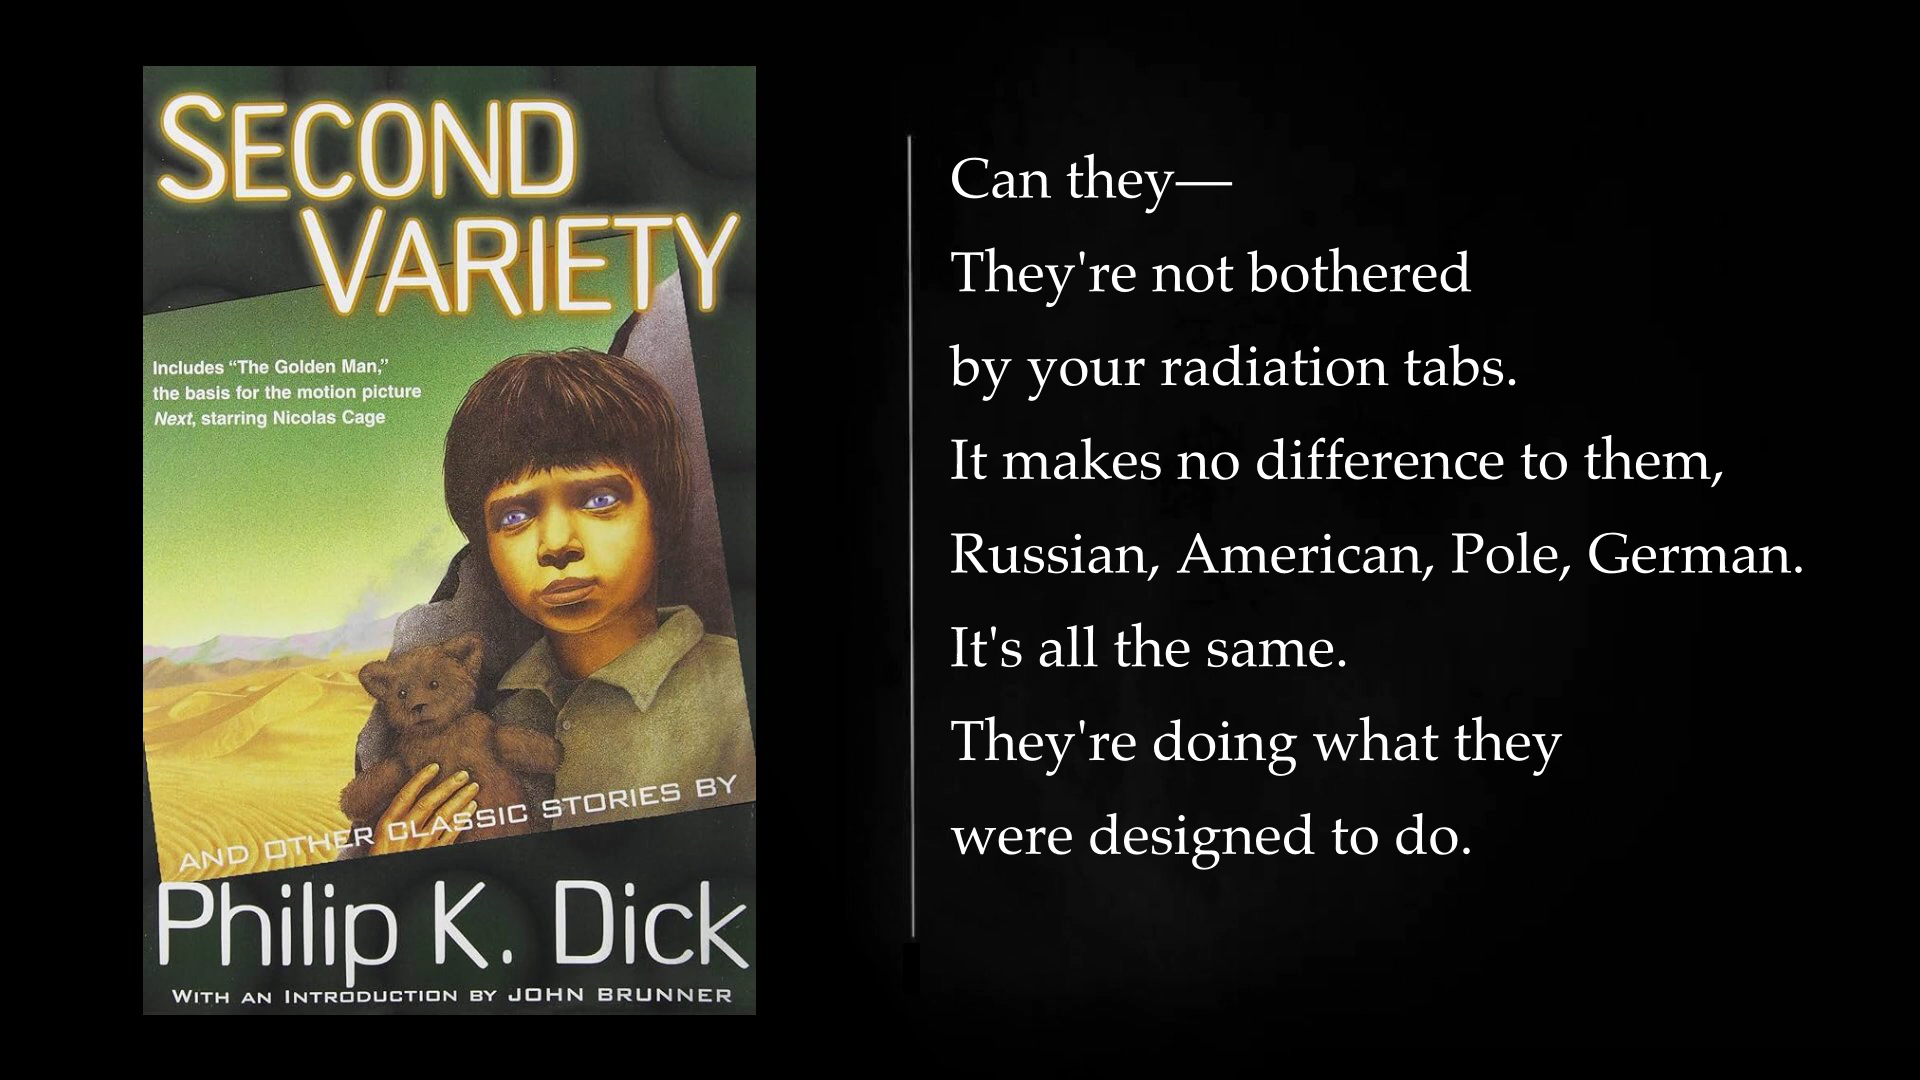 SECOND
VARIETY
Includes “The Golden Man,”
the basis for the motion picture
Next, starring Nicolas Cage
AND OTHER CLASSIC STORIES BY
Philip K. Dick
WITH AN INTRODUCTION BY JOHN BRUNNER
Can they—
They're not bothered
by your radiation tabs.
It makes no difference to them,
Russian, American, Pole, German.
It's all the same.
They're doing what they
were designed to do.